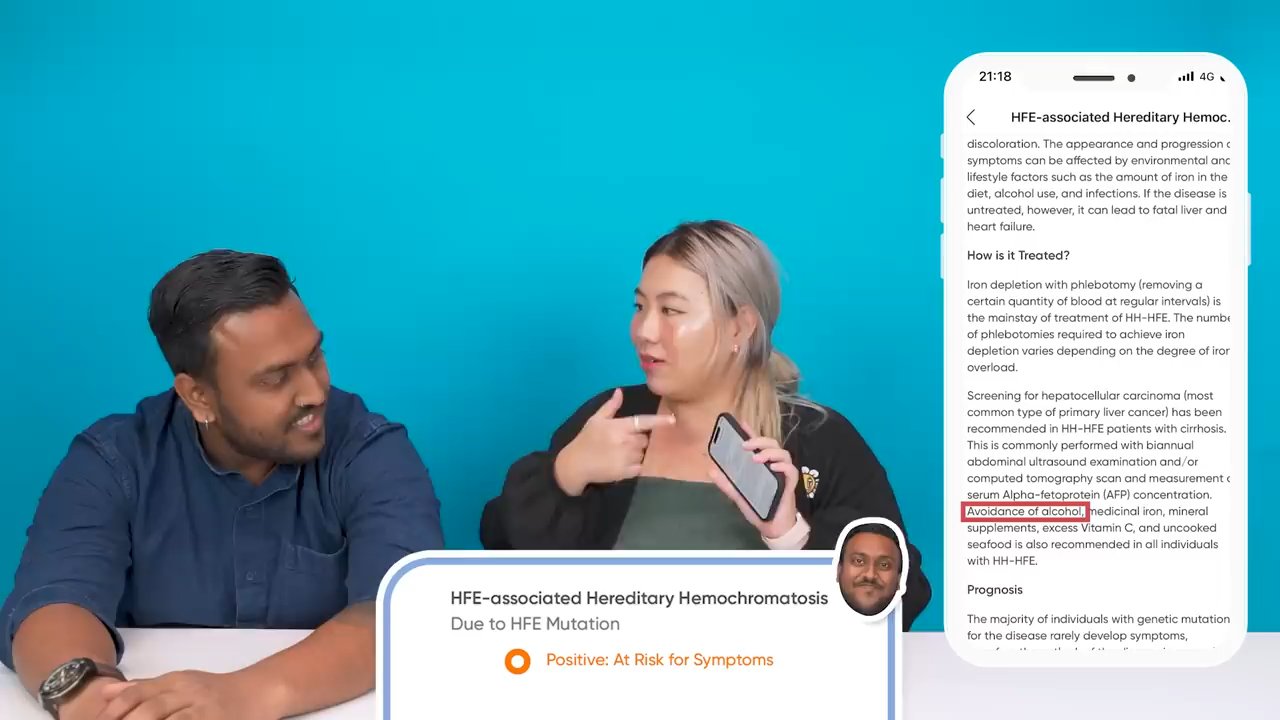 21:18
4G
HFE-associated Hereditary Hemoc.
discoloration. The appearance and progression
symptoms can be affected by environmental and
lifestyle factors such as the amount of iron in the
diet, alcohol use, and infections. If the disease is
untreated, however, it can lead to fatal liver and
heart failure.
How is it Treated?
Iron depletion with phlebotomy (removing a
certain quantity of blood at regular intervals) is
the mainstay of treatment of HH-HFE. The numbe
of phlebotomies required to achieve iron
depletion varies depending on the degree of iron
overload.
Screening for hepatocellular carcinoma (most
common type of primary liver cancer) has been
recommended in HH-HFE patients with cirrhosis.
This is commonly performed with biannual
abdominal ultrasound examination and/or
computed tomography scan and measurement
serum Alpha-fetoprotein (AFP) concentration.
Avoidance of alcohol, medicinal iron, mineral
supplements, excess Vitamin C, and uncooked
seafood is also recommended in all individuals
with HH-HFE.
Prognosis
The majority of individuals with genetic mutation
for the disease rarely develop symptoms,
HFE-associated Hereditary Hemochromatosis
Due to HFE Mutation
Positive: At Risk for Symptoms